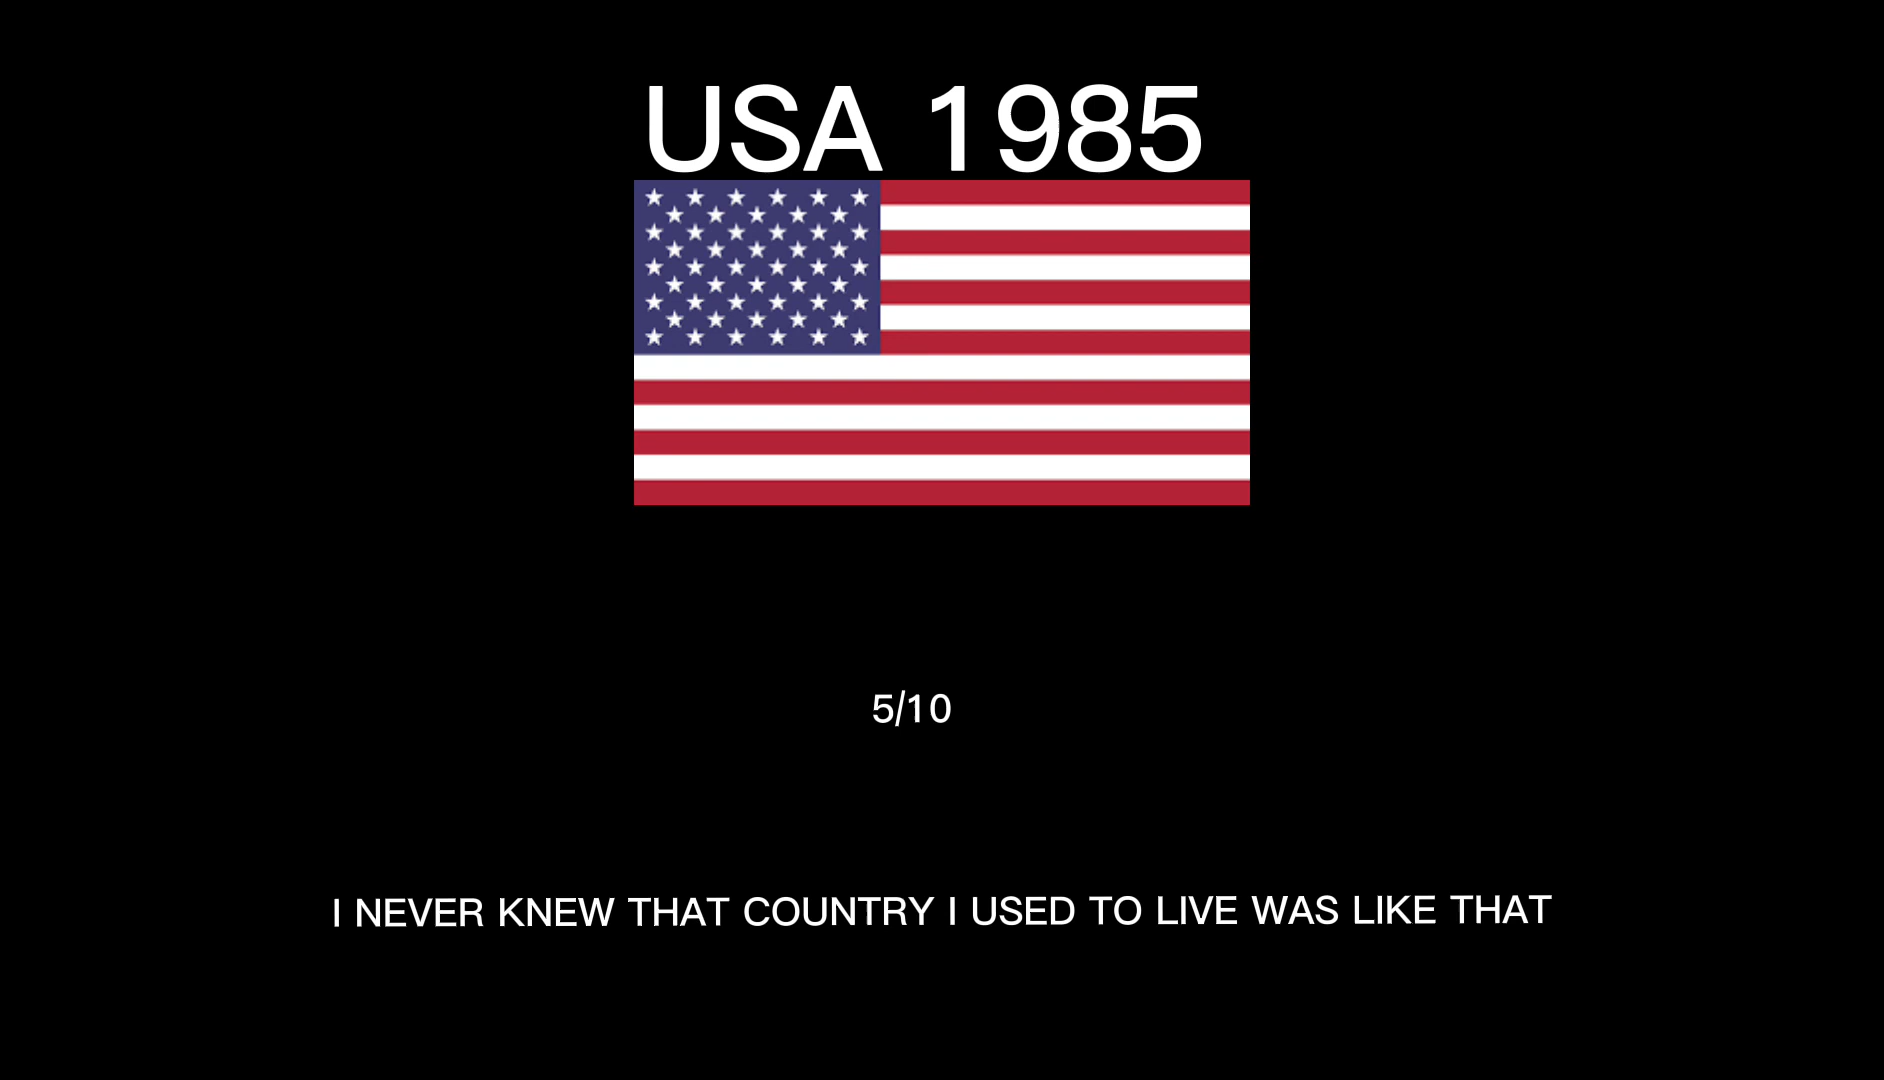 USA 1985
5/10
I NEVER KNEW THAT COUNTRY I USED TO LIVE WAS LIKE THAT